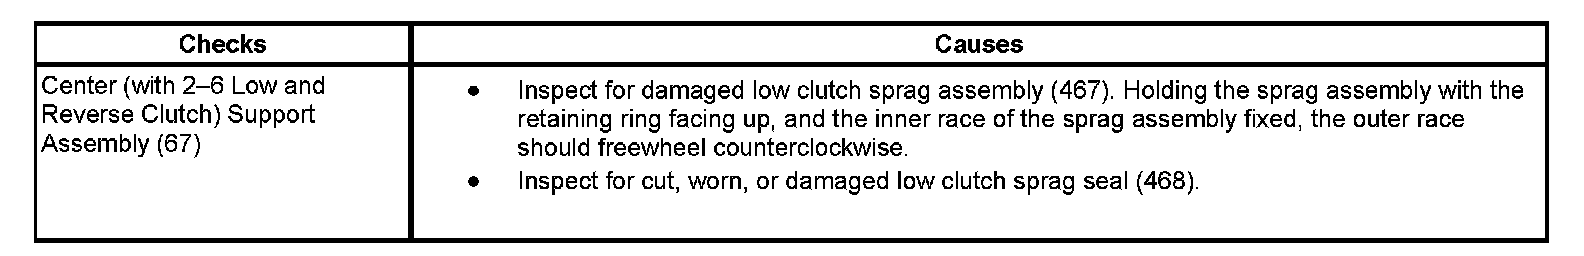 Checks
Causes
Center (with 2–6 Low and
Reverse Clutch) Support
Assembly (67)
● Inspect for damaged low clutch sprag assembly (467). Holding the sprag assembly with the
retaining ring facing up, and the inner race of the sprag assembly fixed, the outer race
should freewheel counterclockwise.
● Inspect for cut, worn, or damaged low clutch sprag seal (468).